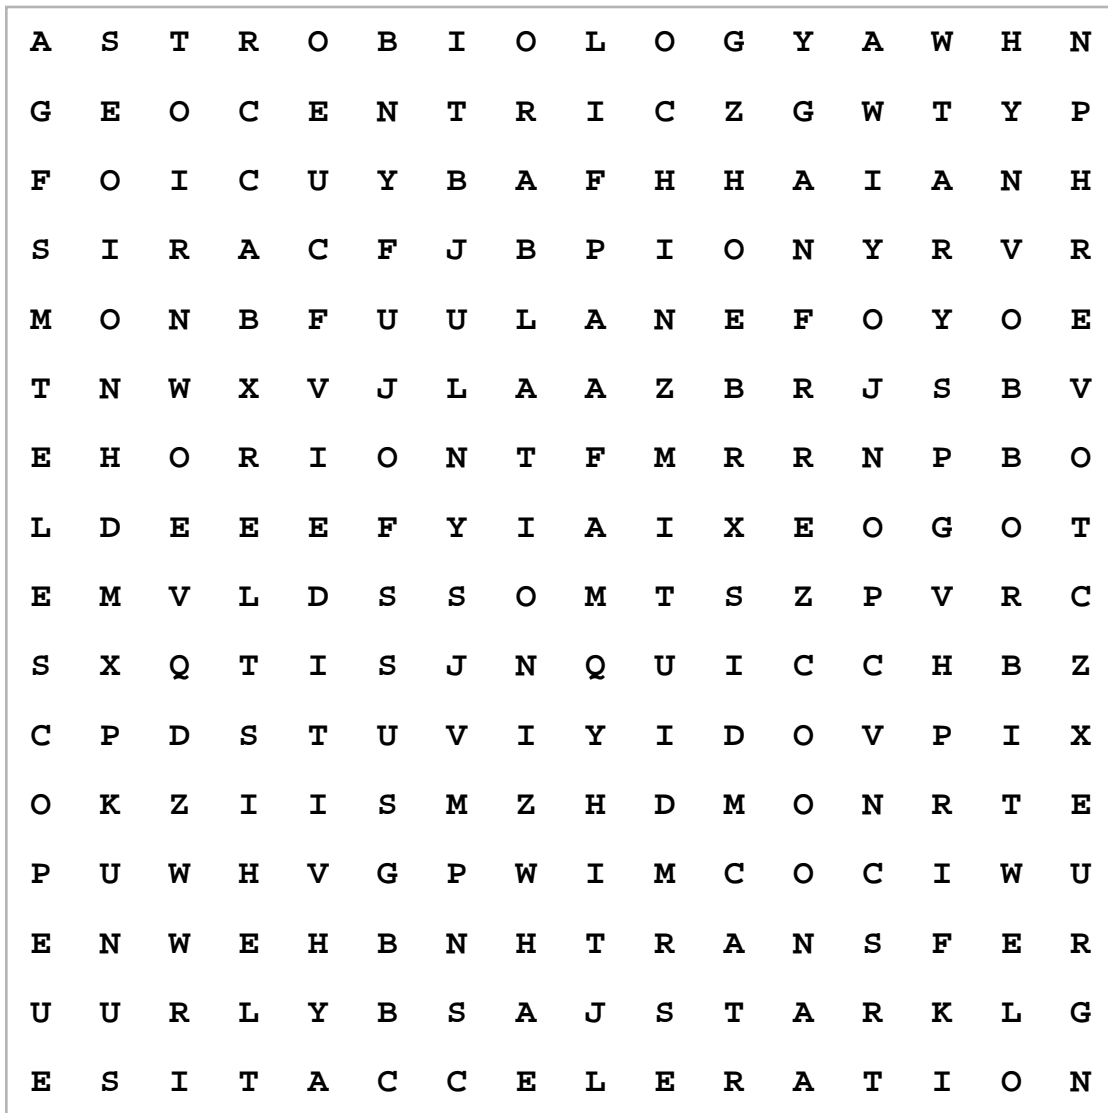 A S T R O B I O L O G Y A W H N
G E O C E N T R I C Z G W T Y P
F O I C U Y B A F H H A I A N H
S I R A C F J B P I O N Y R V R
M O N B F U U L A N E F O Y O E
T N W X V J L A A Z B R J S B V
E H O R I O N T F M R R N P B O
L D E E E F Y I A I X E O G O T
E M V L D S S O M T S Z P V R C
S X Q T I S J N Q U I C C H B Z
C P D S T U V I Y I D O V P I X
O K Z I I S M Z H D M O N R T E
P U W H V G P W I M C O C I W U
E N W E H B N H T R A N S F E R
U U R L Y B S A J S T A R K L G
E S I T A C C E L E R A T I O N